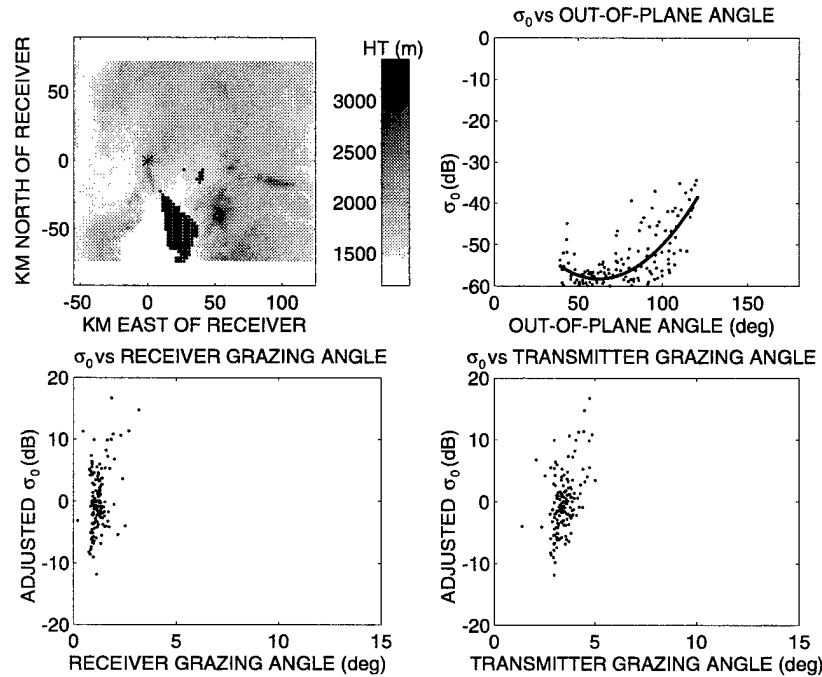 KM NORTH OF RECEIVER
50
0
-50
-50 0 50 100
KM EAST OF RECEIVER
HT (m)
3000
2500
2000
1500
σ₀ vs OUT-OF-PLANE ANGLE
σ₀ (dB)
0
-10
-20
-30
-40
-50
-60
0 50 100 150
OUT-OF-PLANE ANGLE (deg)
σ₀ vs RECEIVER GRAZING ANGLE
ADJUSTED σ₀ (dB)
20
10
0
-10
-20
0 5 10 15
RECEIVER GRAZING ANGLE (deg)
σ₀ vs TRANSMITTER GRAZING ANGLE
ADJUSTED σ₀ (dB)
20
10
0
-10
-20
0 5 10 15
TRANSMITTER GRAZING ANGLE (deg)